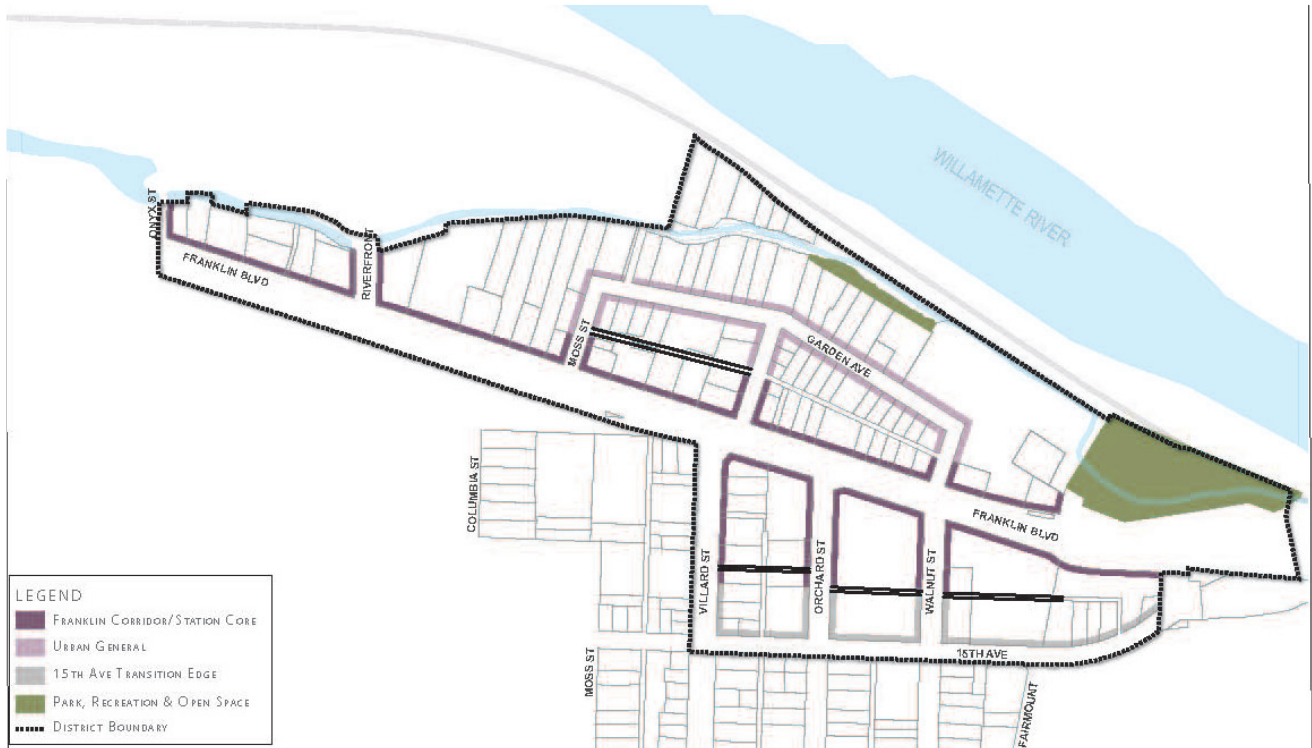 WILLAMETTE RIVER
ONYX ST
FRANKLIN BLVD
RIVERFRONT
MOSS ST
GARDEN AVE
COLUMBIA ST
FRANKLIN BLVD
VILLARD ST
ORCHARD ST
WALNUT ST
15TH AVE
MOSS ST
FAIRMOUNT
LEGEND
FRANKLIN CORRIDOR/STATION CORE
URBAN GENERAL
15TH AVE TRANSITION EDGE
PARK, RECREATION & OPEN SPACE
DISTRICT BOUNDARY